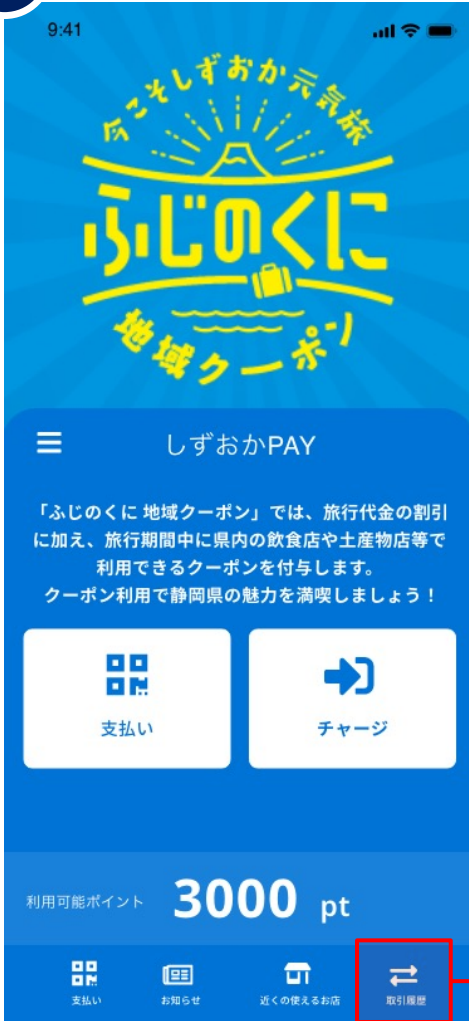 9:41
今こそしずおか元気旅
ふじのくに
地域クーポン
しずおかPAY
「ふじのくに 地域クーポン」では、旅行代金の割引
に加え、旅行期間中に県内の飲食店や土産物店等で
利用できるクーポンを付与します。
クーポン利用で静岡県の魅力を満喫しましょう！
支払い
チャージ
利用可能ポイント 3000 pt
支払い
お知らせ
近くの使えるお店
取引履歴